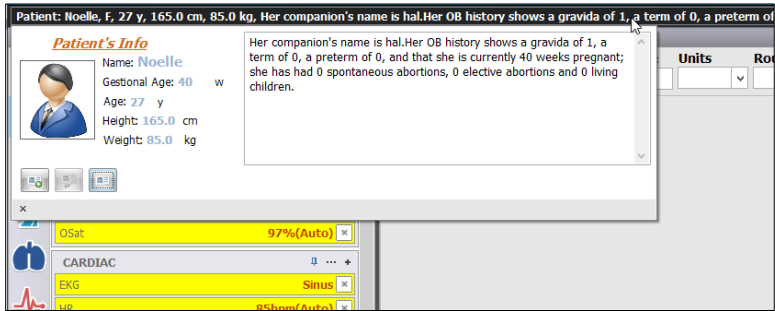 Patient: Noelle, F, 27 y, 165.0 cm, 85.0 kg, Her companion's name is hal.Her OB history shows a gravida of 1, a term of 0, a preterm of
Patient's Info
Name: Noelle
Gestional Age: 40 w
Age: 27 y
Height: 165.0 cm
Weight: 85.0 kg
Her companion's name is hal.Her OB history shows a gravida of 1, a
term of 0, a preterm of 0, and that she is currently 40 weeks pregnant;
she has had 0 spontaneous abortions, 0 elective abortions and 0 living
children.
Units
Rou
OSat 97%(Auto)
CARDIAC
EKG Sinus
HR 85bpm(Auto)